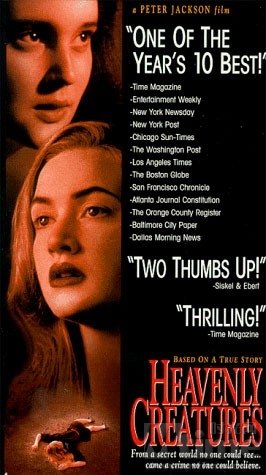 a PETER JACKSON film
"ONE OF THE
YEAR'S 10 BEST!"
-Time Magazine
-Entertainment Weekly
-New York Newsday
-New York Post
-Chicago Sun-Times
-The Washington Post
-Los Angeles Times
-The Boston Globe
-San Francisco Chronicle
-Atlanta Journal Constitution
-The Orange County Register
-Baltimore City Paper
-Dallas Morning News
"TWO THUMBS UP!"
-Siskel & Ebert
"THRILLING!"
-Time Magazine
BASED ON A TRUE STORY
HEAVENLY
CREATURES
From a secret world no one could see...
came a crime no one could believe.